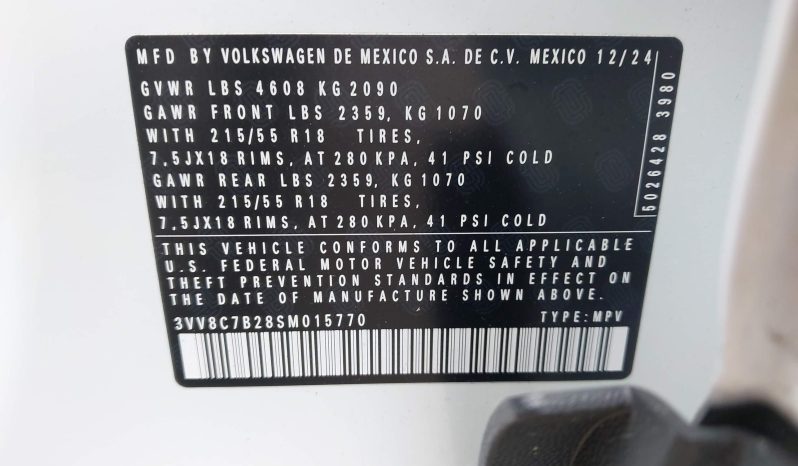 MFD BY VOLKSWAGEN DE MEXICO S.A. DE C.V. MEXICO 12/24
GVWR LBS 4608 KG 2090
GAWR FRONT LBS 2359, KG 1070
WITH 215/55 R18 TIRES,
7,5JX18 RIMS, AT 280 KPA, 41 PSI COLD
GAWR REAR LBS 2359, KG 1070
WITH 215/55 R18 TIRES,
7,5JX18 RIMS, AT 280 KPA, 41 PSI COLD
THIS VEHICLE CONFORMS TO ALL APPLICABLE
U.S. FEDERAL MOTOR VEHICLE SAFETY AND
THEFT PREVENTION STANDARDS IN EFFECT ON
THE DATE OF MANUFACTURE SHOWN ABOVE.
3VV8C7B28SM015770 TYPE: MPV
5026428 3980